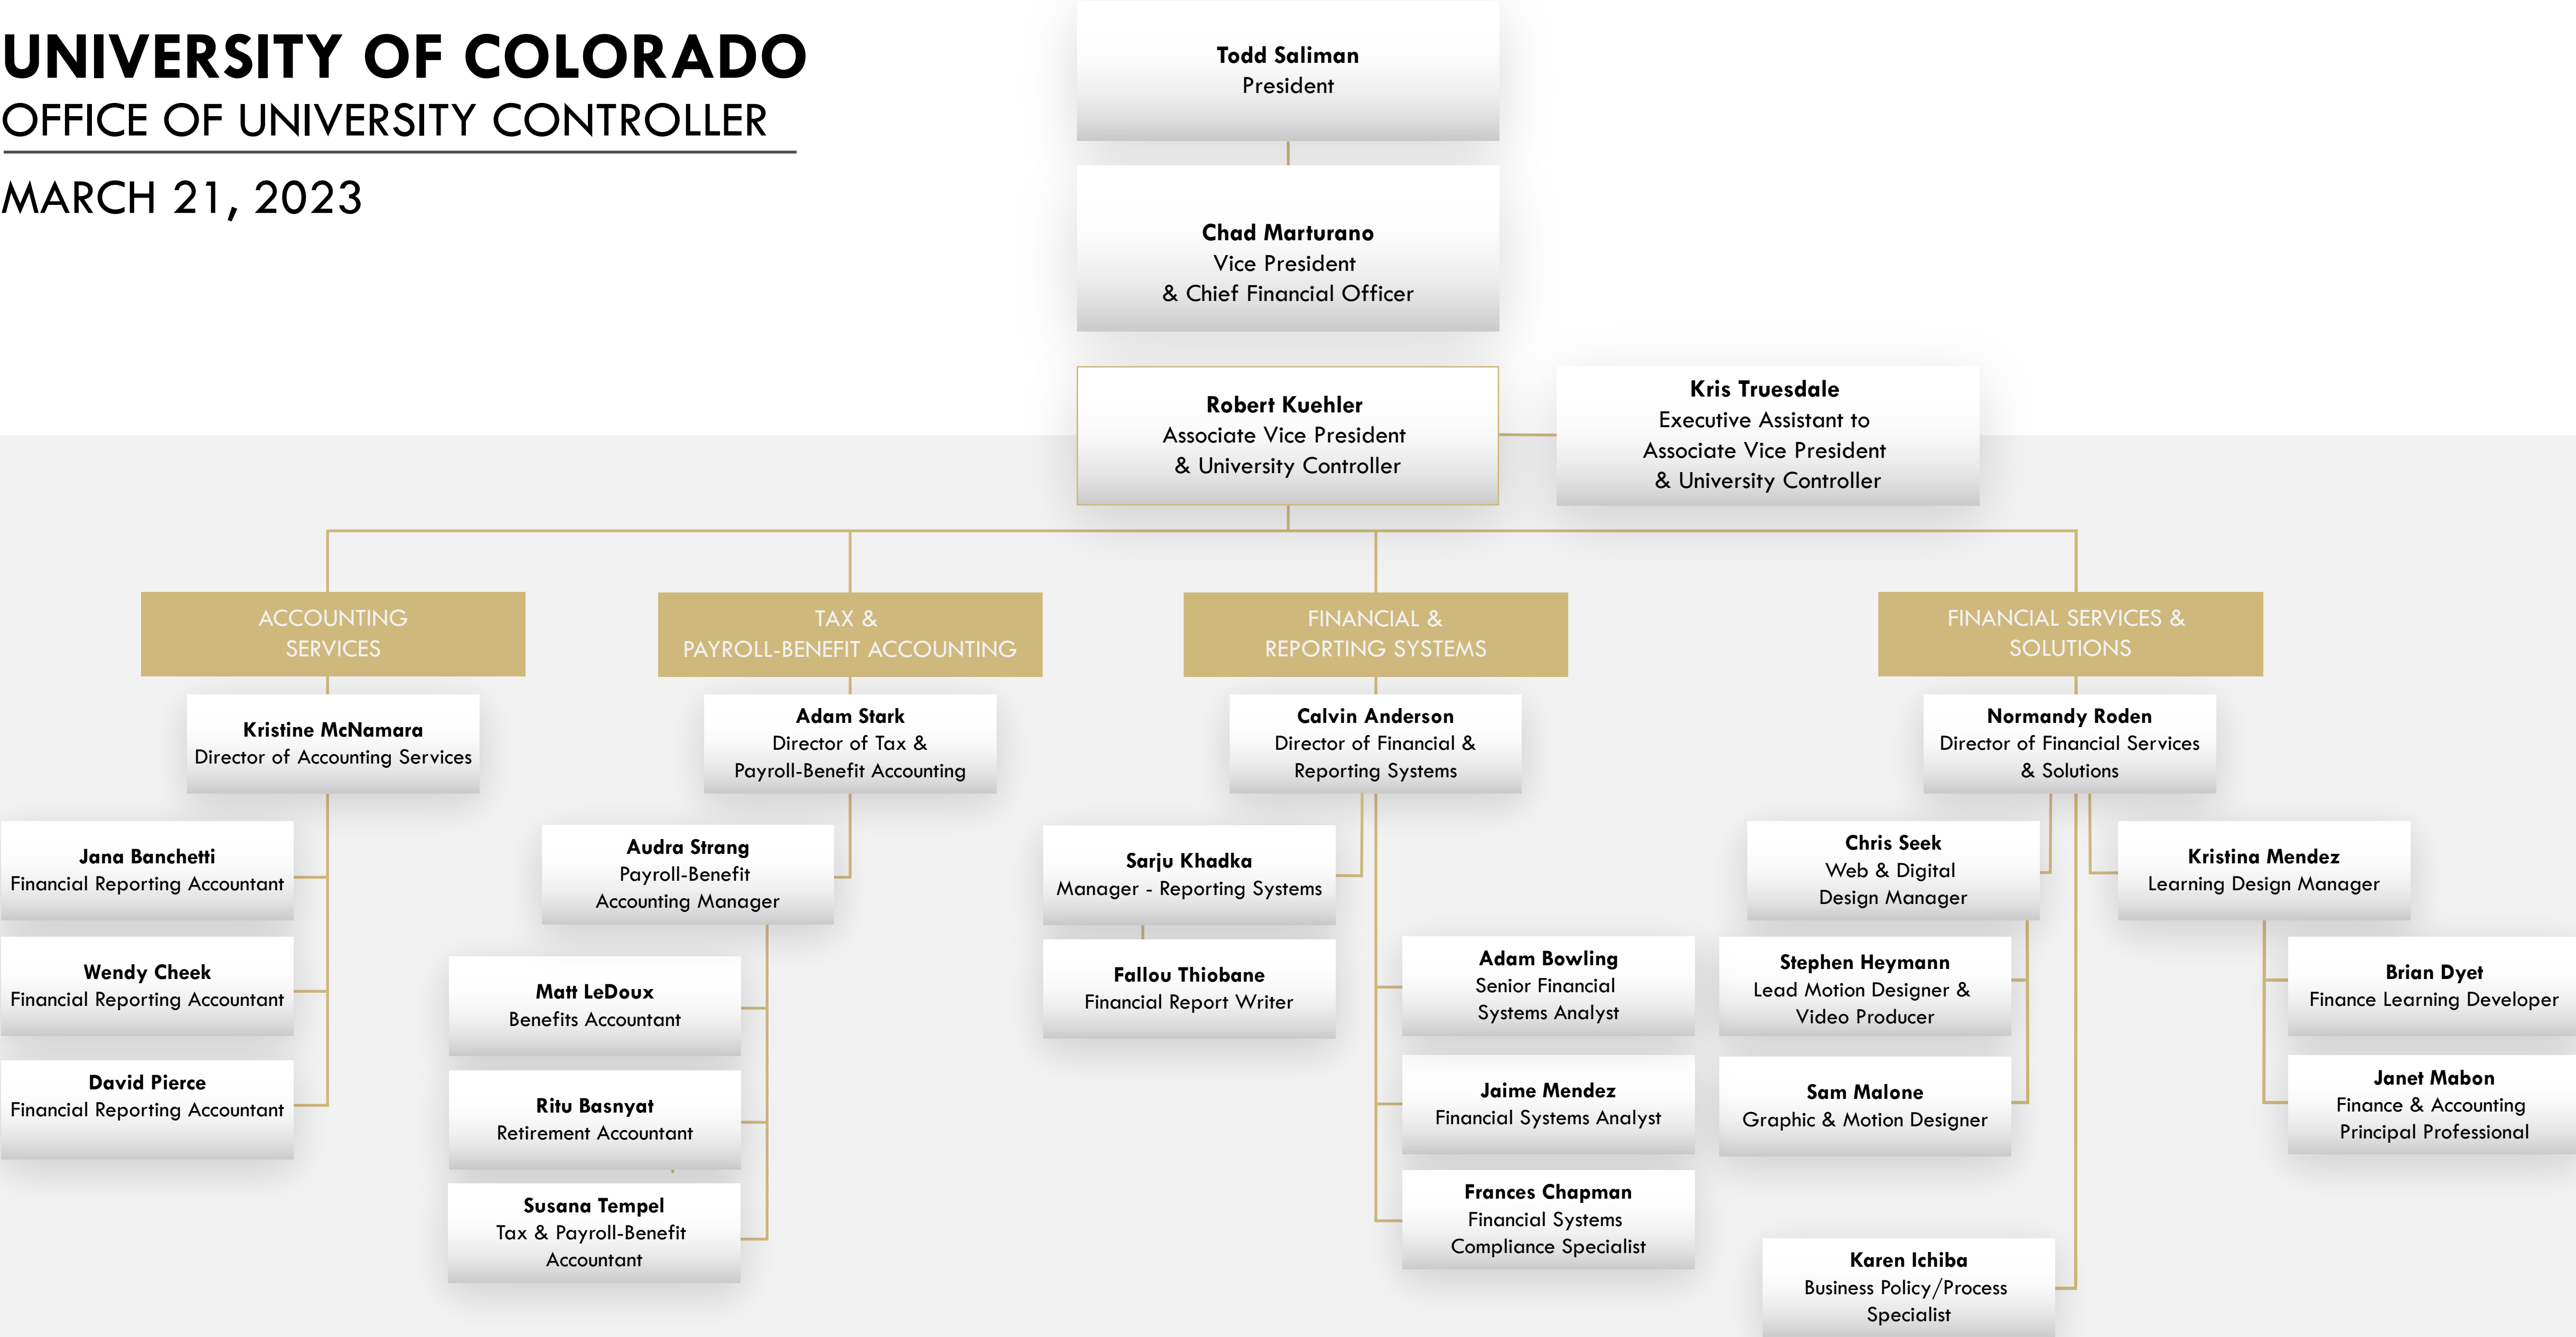 UNIVERSITY OF COLORADO
OFFICE OF UNIVERSITY CONTROLLER
MARCH 21, 2023
Todd Saliman
President
Chad Marturano
Vice President
& Chief Financial Officer
Robert Kuehler
Associate Vice President
& University Controller
Kris Truesdale
Executive Assistant to
Associate Vice President
& University Controller
ACCOUNTING
SERVICES
Kristine McNamara
Director of Accounting Services
Jana Banchetti
Financial Reporting Accountant
Wendy Cheek
Financial Reporting Accountant
David Pierce
Financial Reporting Accountant
TAX &
PAYROLL-BENEFIT ACCOUNTING
Adam Stark
Director of Tax &
Payroll-Benefit Accounting
Audra Strang
Payroll-Benefit
Accounting Manager
Matt LeDoux
Benefits Accountant
Ritu Basnyat
Retirement Accountant
Susana Tempel
Tax & Payroll-Benefit
Accountant
FINANCIAL &
REPORTING SYSTEMS
Calvin Anderson
Director of Financial &
Reporting Systems
Sarju Khadka
Manager - Reporting Systems
Fallou Thiobane
Financial Report Writer
Adam Bowling
Senior Financial
Systems Analyst
Jaime Mendez
Financial Systems Analyst
Frances Chapman
Financial Systems
Compliance Specialist
FINANCIAL SERVICES &
SOLUTIONS
Normandy Roden
Director of Financial Services
& Solutions
Chris Seek
Web & Digital
Design Manager
Stephen Heymann
Lead Motion Designer &
Video Producer
Sam Malone
Graphic & Motion Designer
Karen Ichiba
Business Policy/Process
Specialist
Kristina Mendez
Learning Design Manager
Brian Dyet
Finance Learning Developer
Janet Mabon
Finance & Accounting
Principal Professional